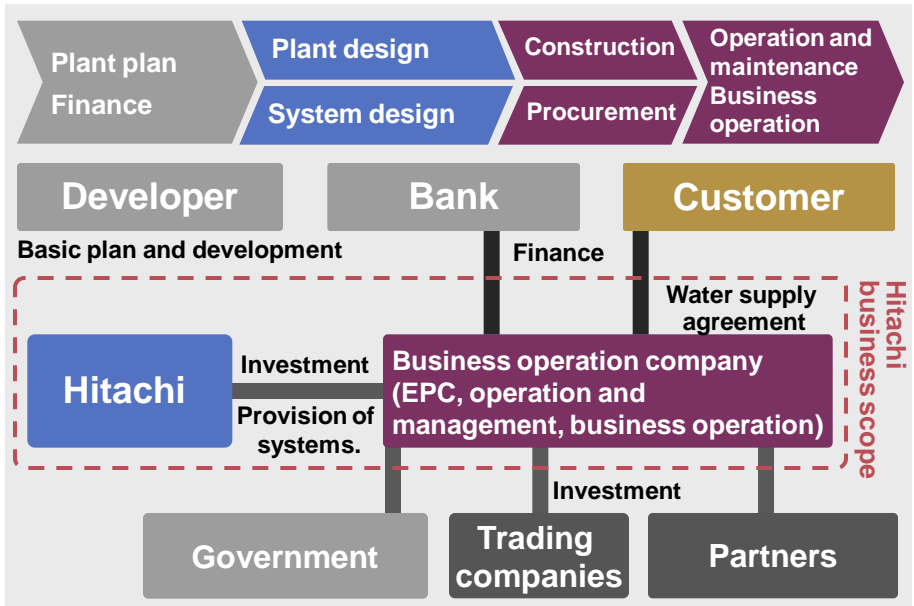 Plant plan
Finance
Plant design
System design
Construction
Procurement
Operation and
maintenance
Business
operation
Developer
Bank
Customer
Basic plan and development
Finance
Water supply
agreement
Hitachi
business scope
Hitachi
Investment
Provision of
systems.
Business operation company
(EPC, operation and
management, business operation)
Investment
Government
Trading
companies
Partners